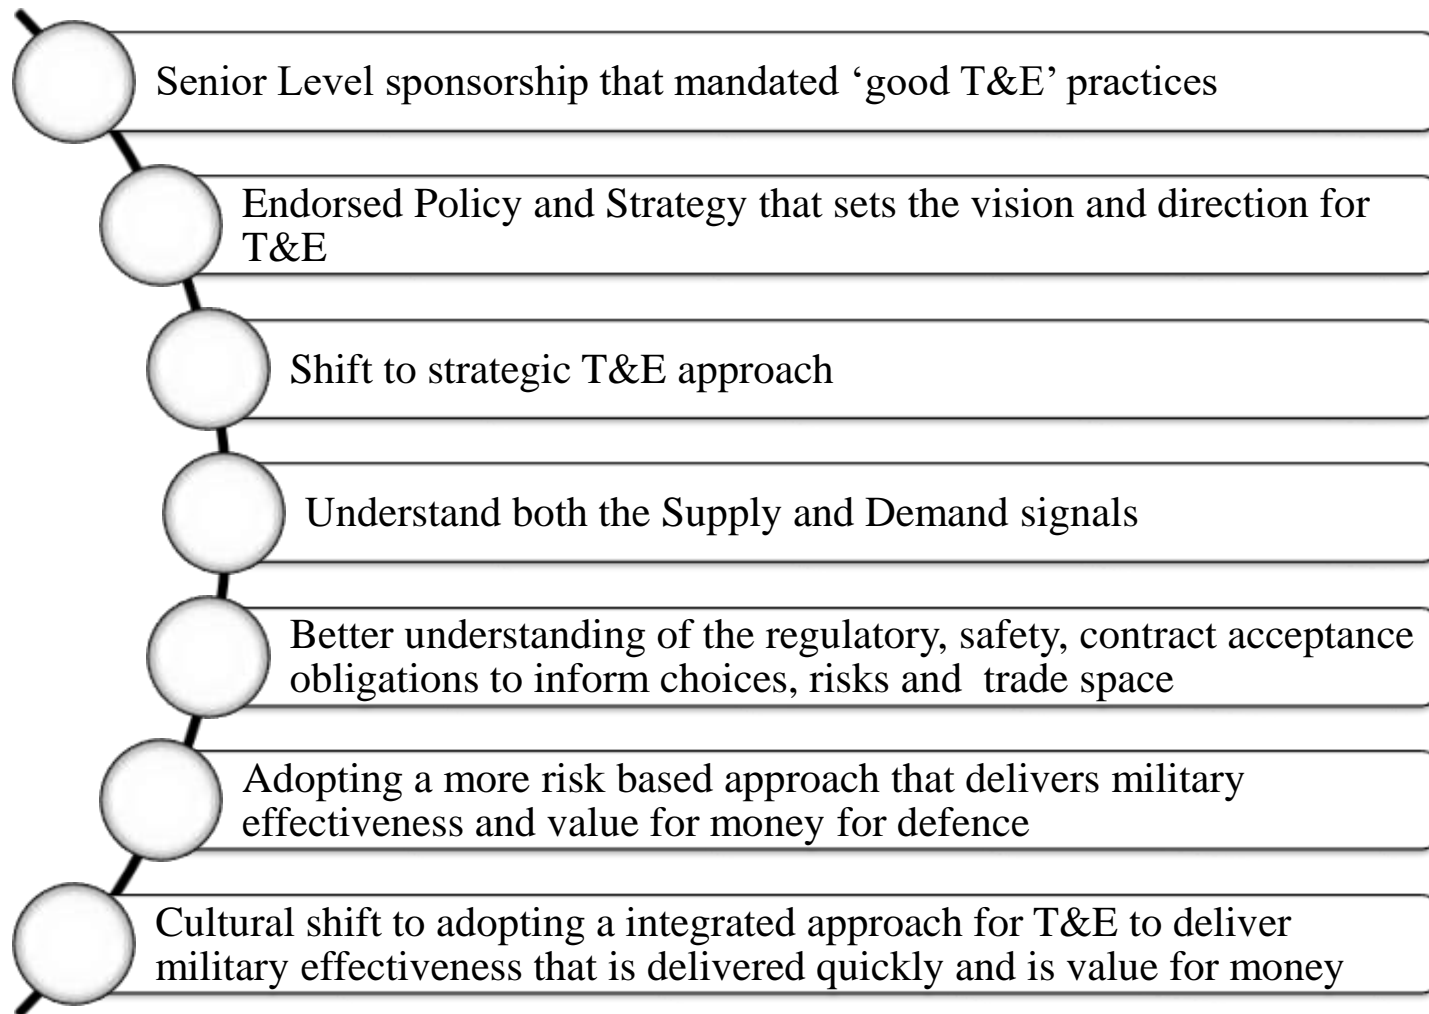 Senior Level sponsorship that mandated ‘good T&E’ practices
Endorsed Policy and Strategy that sets the vision and direction for
T&E
Shift to strategic T&E approach
Understand both the Supply and Demand signals
Better understanding of the regulatory, safety, contract acceptance
obligations to inform choices, risks and  trade space
Adopting a more risk based approach that delivers military
effectiveness and value for money for defence
Cultural shift to adopting a integrated approach for T&E to deliver
military effectiveness that is delivered quickly and is value for money